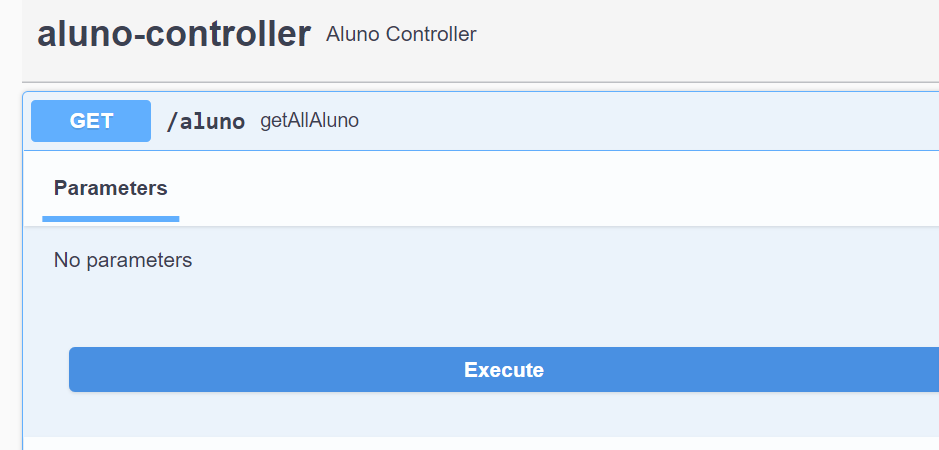 aluno-controller Aluno Controller
GET /aluno getAllAluno
Parameters
No parameters
Execute